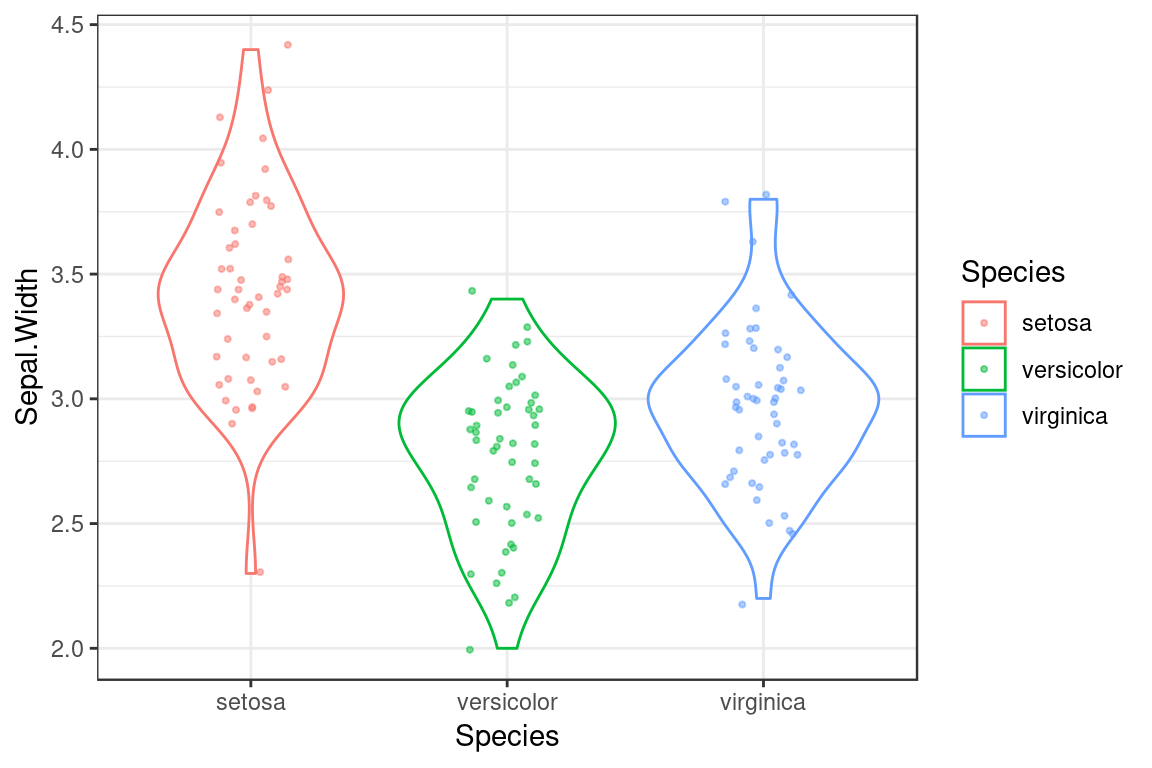 4.5
4.0
3.5
3.0
2.5
2.0
Sepal.Width
setosa
versicolor
virginica
Species
Species
setosa
versicolor
virginica